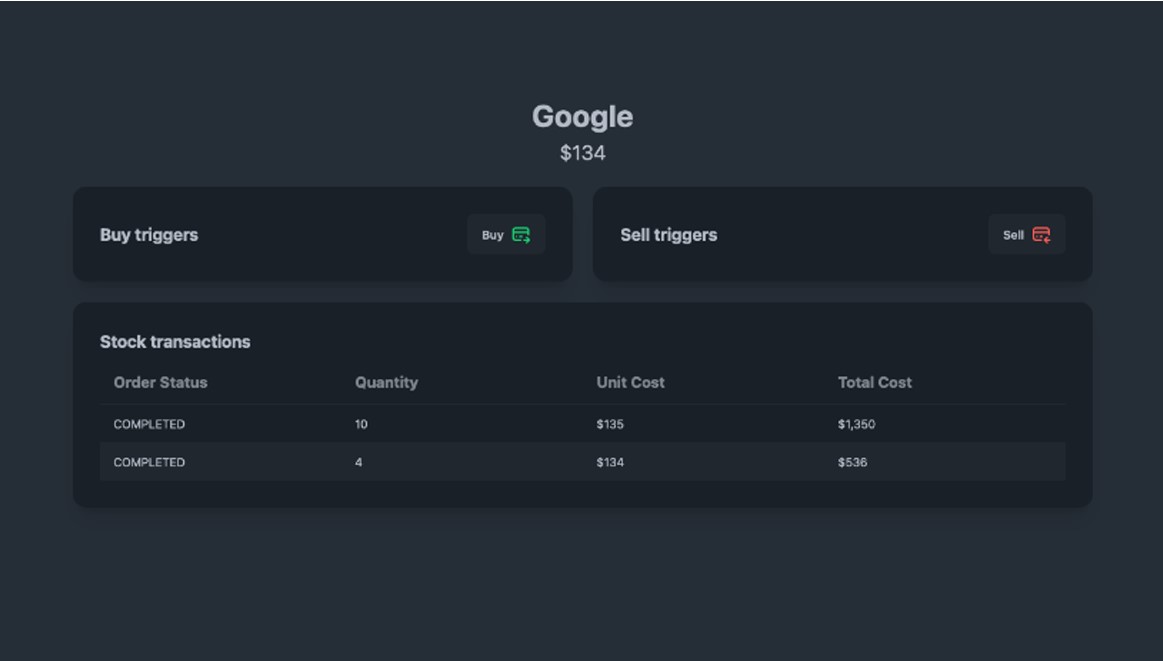 Google
$134
Buy triggers Buy Sell triggers Sell
Stock transactions
Order Status Quantity Unit Cost Total Cost
COMPLETED 10 $135 $1,350
COMPLETED 4 $134 $536